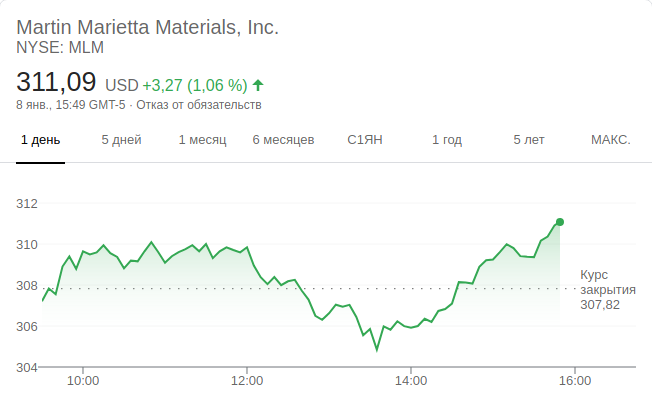 Martin Marietta Materials, Inc.
NYSE: MLM
311,09 USD +3,27 (1,06 %)
8 янв., 15:49 GMT-5 · Отказ от обязательств
1 день 5 дней 1 месяц 6 месяцев С1ЯН 1 год 5 лет МАКС.
312
310
308
306
304
Курс
закрытия
307,82
10:00 12:00 14:00 16:00